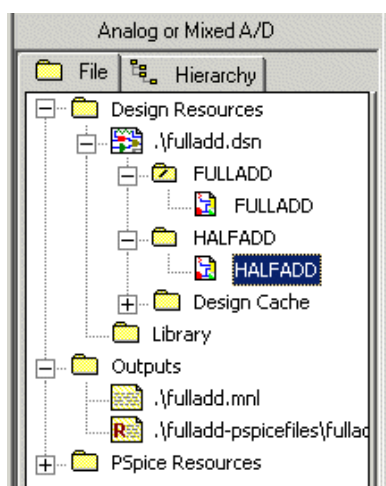 Analog or Mixed A/D
File Hierarchy
Design Resources
.\fulladd.dsn
FULLADD
FULLADD
HALFADD
HALFADD
Design Cache
Library
Outputs
.\fulladd.mnl
.\fulladd-pspicefiles\fullad
PSpice Resources